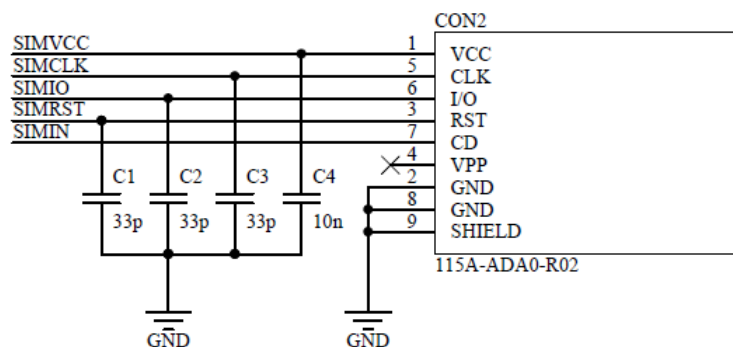 CON2
SIMVCC 1 VCC
SIMCLK 5 CLK
SIMIO 6 I/O
SIMRST 3 RST
SIMIN 7 CD
4 VPP
2 GND
8 GND
9 SHIELD
C1 C2 C3 C4
33p 33p 33p 10n
115A-ADA0-R02
GND GND